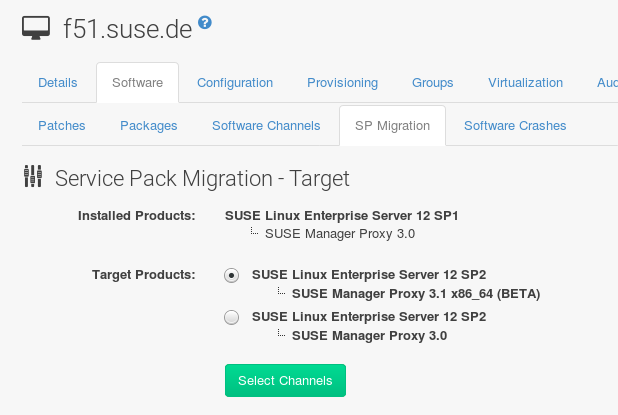 f51.suse.de ?
Details Software Configuration Provisioning Groups Virtualization Aud
Patches Packages Software Channels SP Migration Software Crashes
Service Pack Migration - Target
Installed Products: SUSE Linux Enterprise Server 12 SP1
SUSE Manager Proxy 3.0
Target Products: SUSE Linux Enterprise Server 12 SP2
SUSE Manager Proxy 3.1 x86_64 (BETA)
SUSE Linux Enterprise Server 12 SP2
SUSE Manager Proxy 3.0
Select Channels